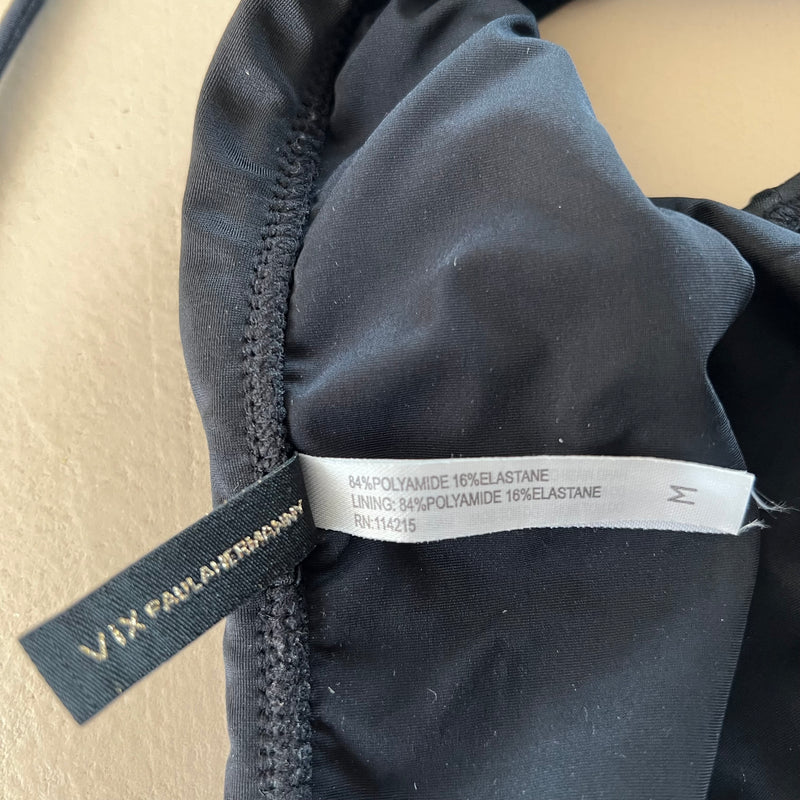 84%POLYAMIDE 16%ELASTANE
LINING: 84%POLYAMIDE 16%ELASTANE
RN:114215
M
ViX PAULAHERMANNY